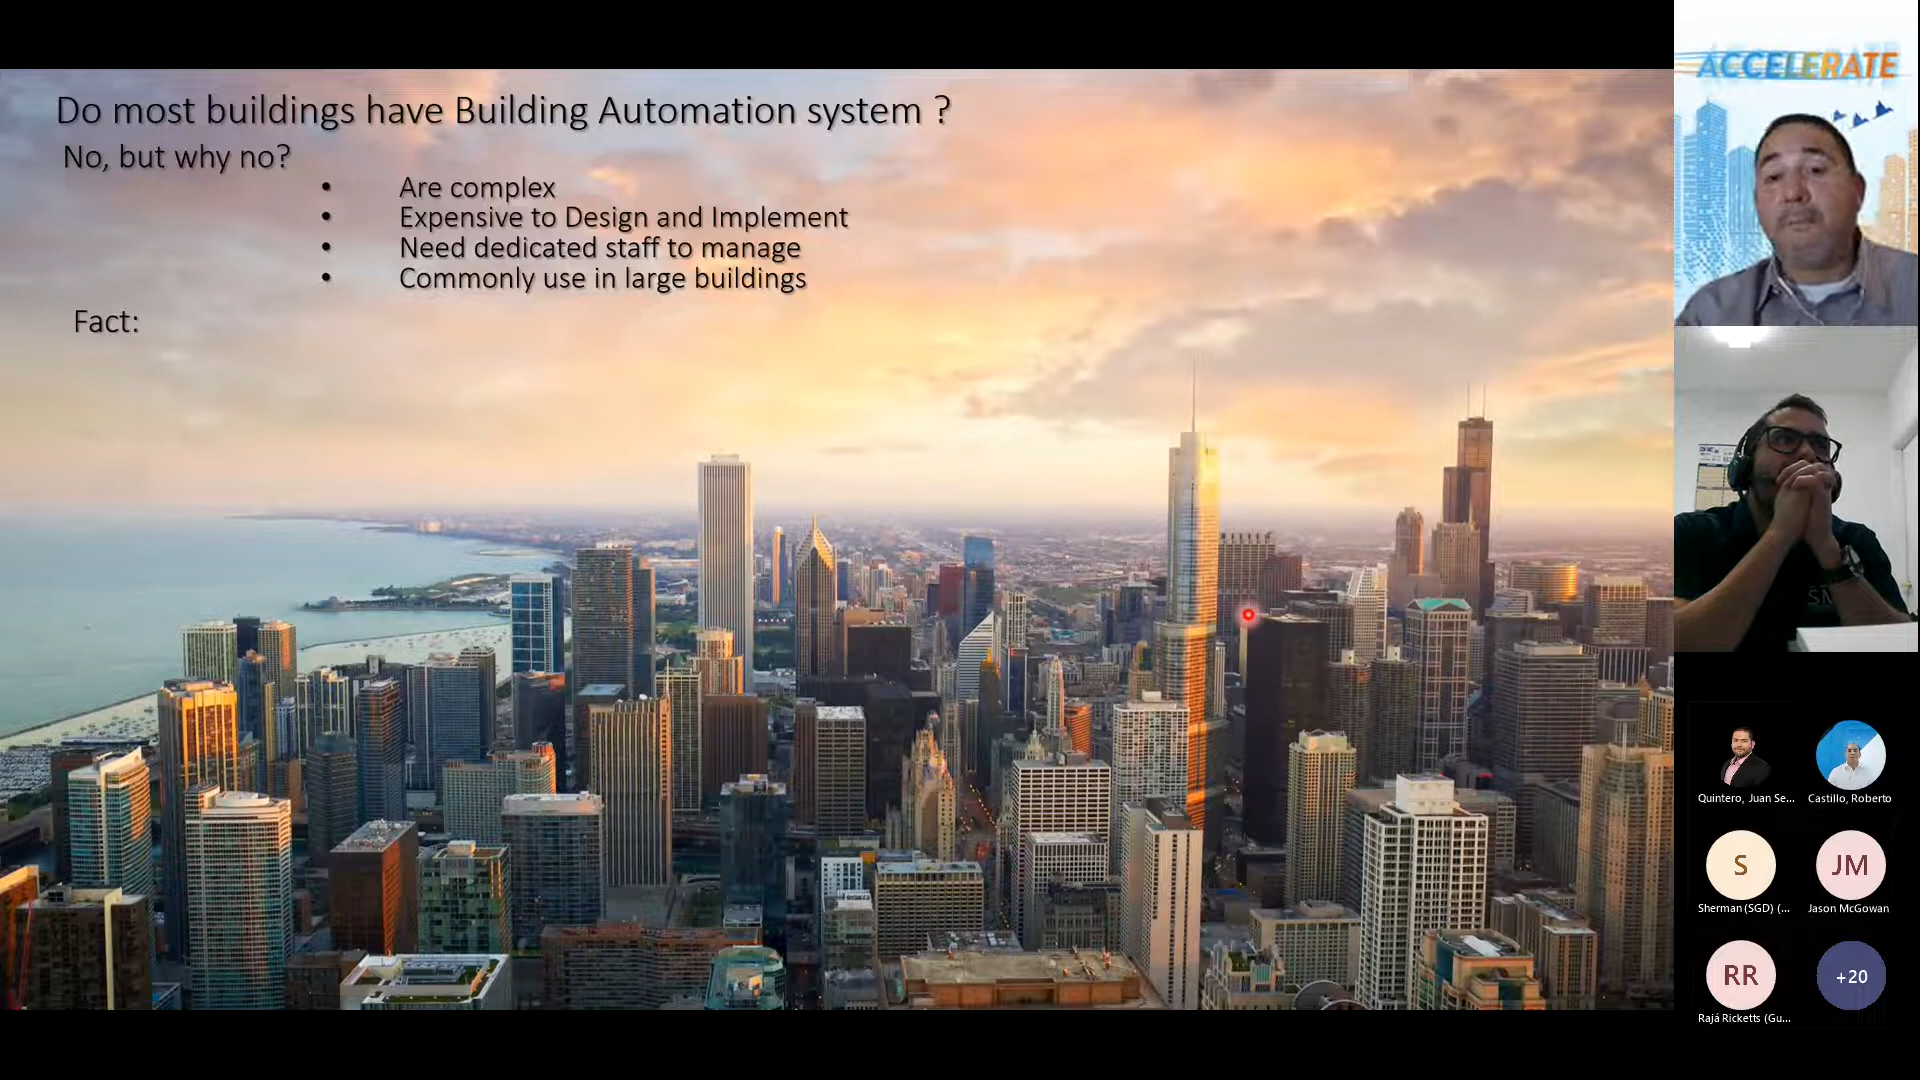 Do most buildings have Building Automation system ?
No, but why no?
• Are complex
• Expensive to Design and Implement
• Need dedicated staff to manage
• Commonly use in large buildings
Fact:
ACCELERATE
Quintero, Juan Se...
Castillo, Roberto
S
JM
Sherman (SGD) (...
Jason McGowan
RR
+20
Rajá Ricketts (Gu...